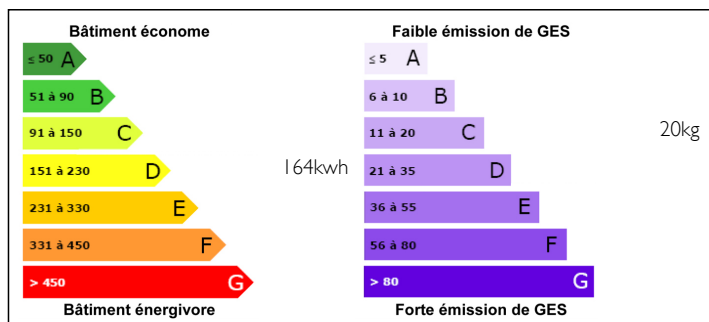 Bâtiment économe
≤ 50 A
51 à 90 B
91 à 150 C
151 à 230 D
231 à 330 E
331 à 450 F
> 450 G
Bâtiment énergivore
164kwh
Faible émission de GES
≤ 5 A
6 à 10 B
11 à 20 C
21 à 35 D
36 à 55 E
56 à 80 F
> 80 G
Forte émission de GES
20kg